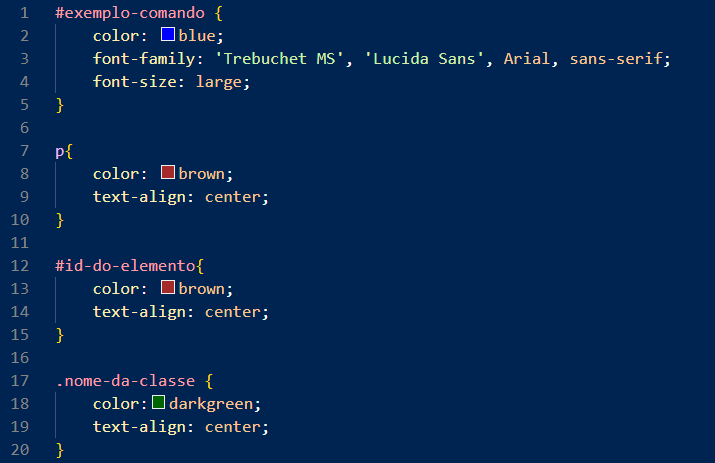 1 #exemplo-comando {
2 color: blue;
3 font-family: 'Trebuchet MS', 'Lucida Sans', Arial, sans-serif;
4 font-size: large;
5 }
6
7 p{
8 color: brown;
9 text-align: center;
10 }
11
12 #id-do-elemento{
13 color: brown;
14 text-align: center;
15 }
16
17 .nome-da-classe {
18 color: darkgreen;
19 text-align: center;
20 }